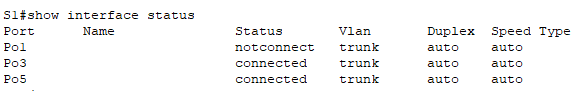 S1#show interface status
Port Name Status Vlan Duplex Speed Type
Po1 notconnect trunk auto auto
Po3 connected trunk auto auto
Po5 connected trunk auto auto